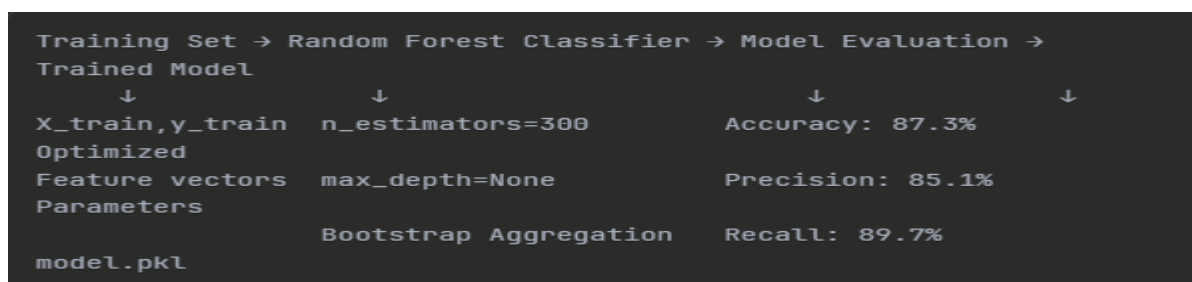 Training Set → Random Forest Classifier → Model Evaluation →
Trained Model
↓ ↓ ↓ ↓
X_train,y_train n_estimators=300 Accuracy: 87.3%
Optimized
Feature vectors max_depth=None Precision: 85.1%
Parameters
Bootstrap Aggregation Recall: 89.7%
model.pkl